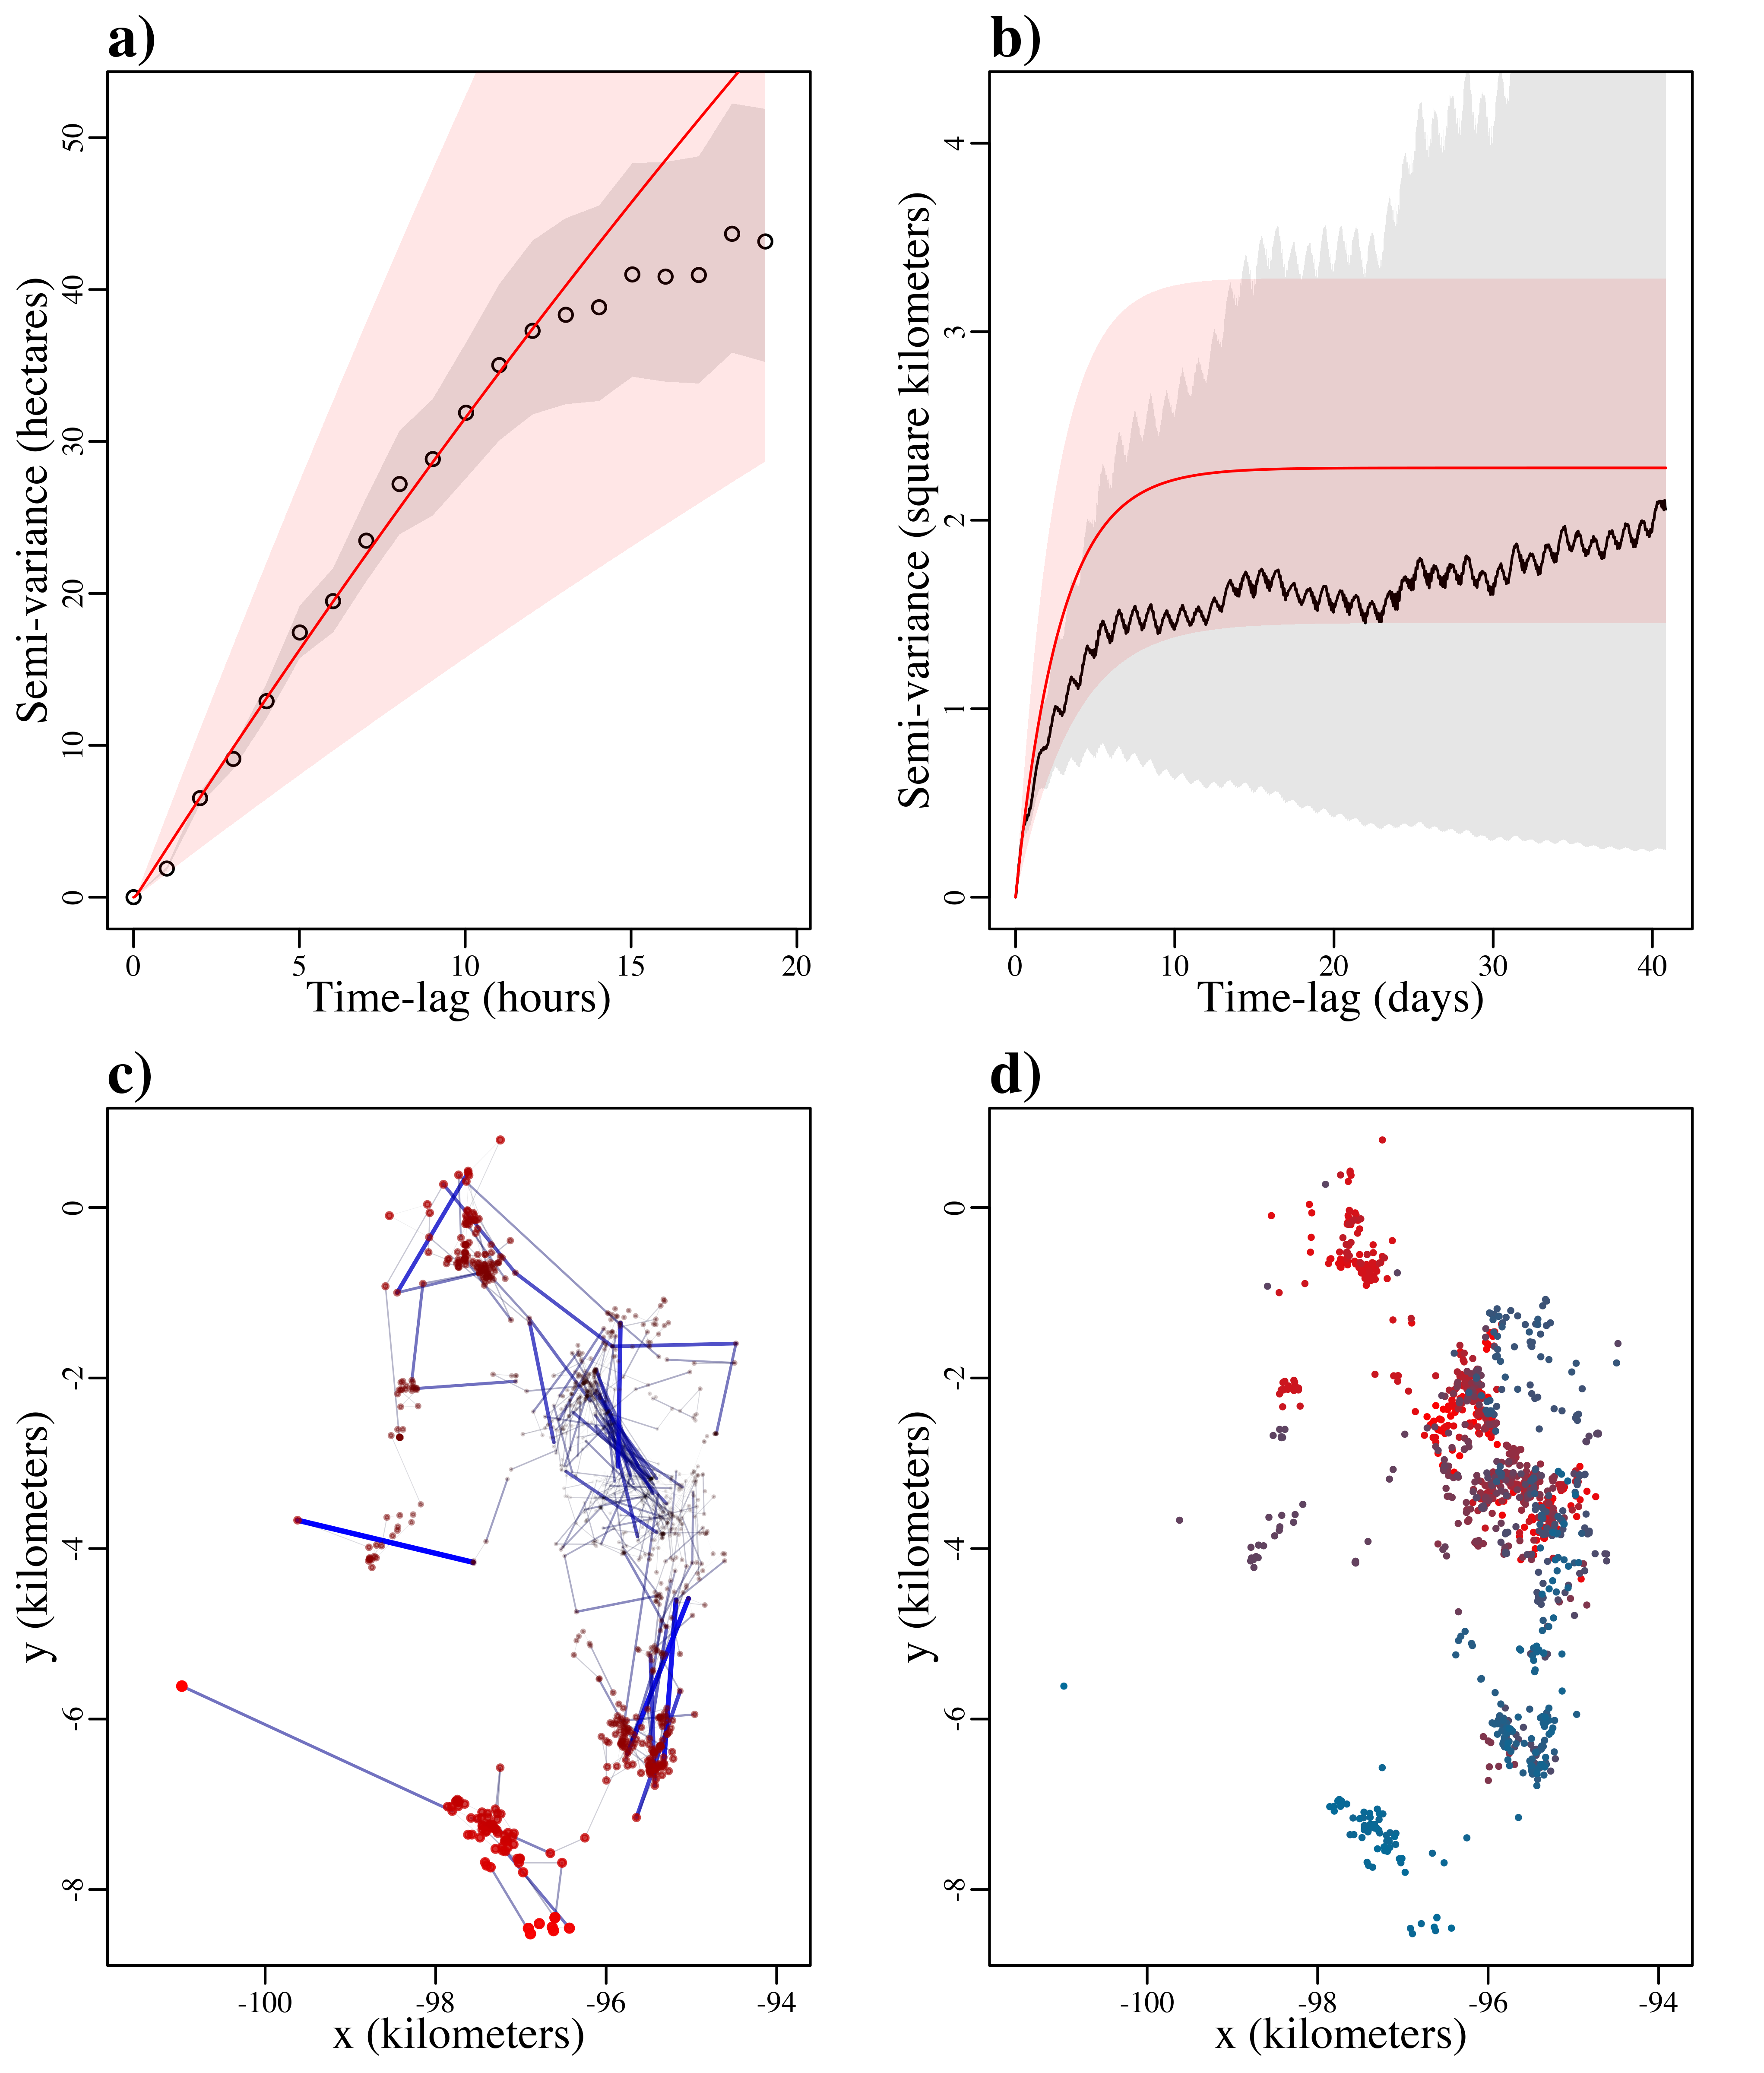 a)
Semi-variance (hectares)
50
40
30
20
10
0
0 5 10 15 20
Time-lag (hours)
b)
Semi-variance (square kilometers)
4
3
2
1
0
0 10 20 30 40
Time-lag (days)
c)
y (kilometers)
0
-2
-4
-6
-8
-100 -98 -96 -94
x (kilometers)
d)
y (kilometers)
0
-2
-4
-6
-8
-100 -98 -96 -94
x (kilometers)